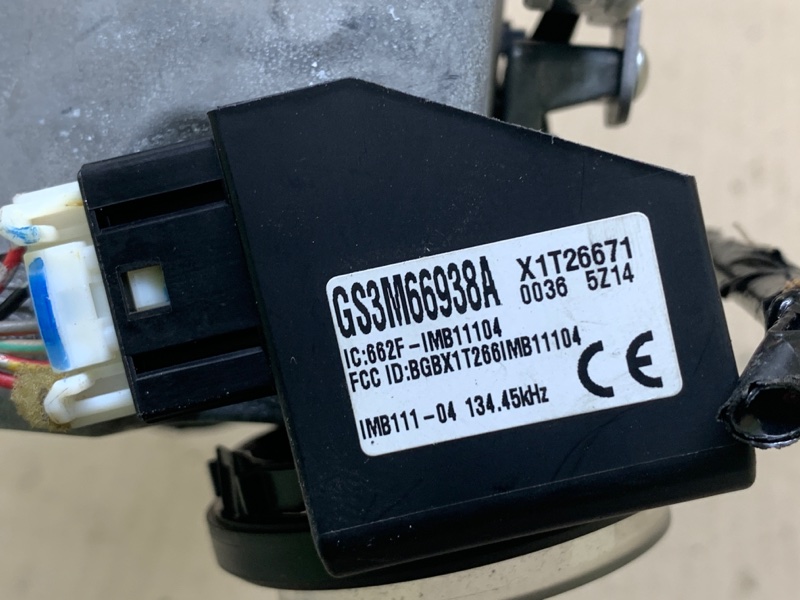 GS3M66938A X1T26671
0036 5Z14
IC:662F-IMB11104
FCC ID:BGBX1T266IMB11104
CE
IMB111-04 134.45kHz